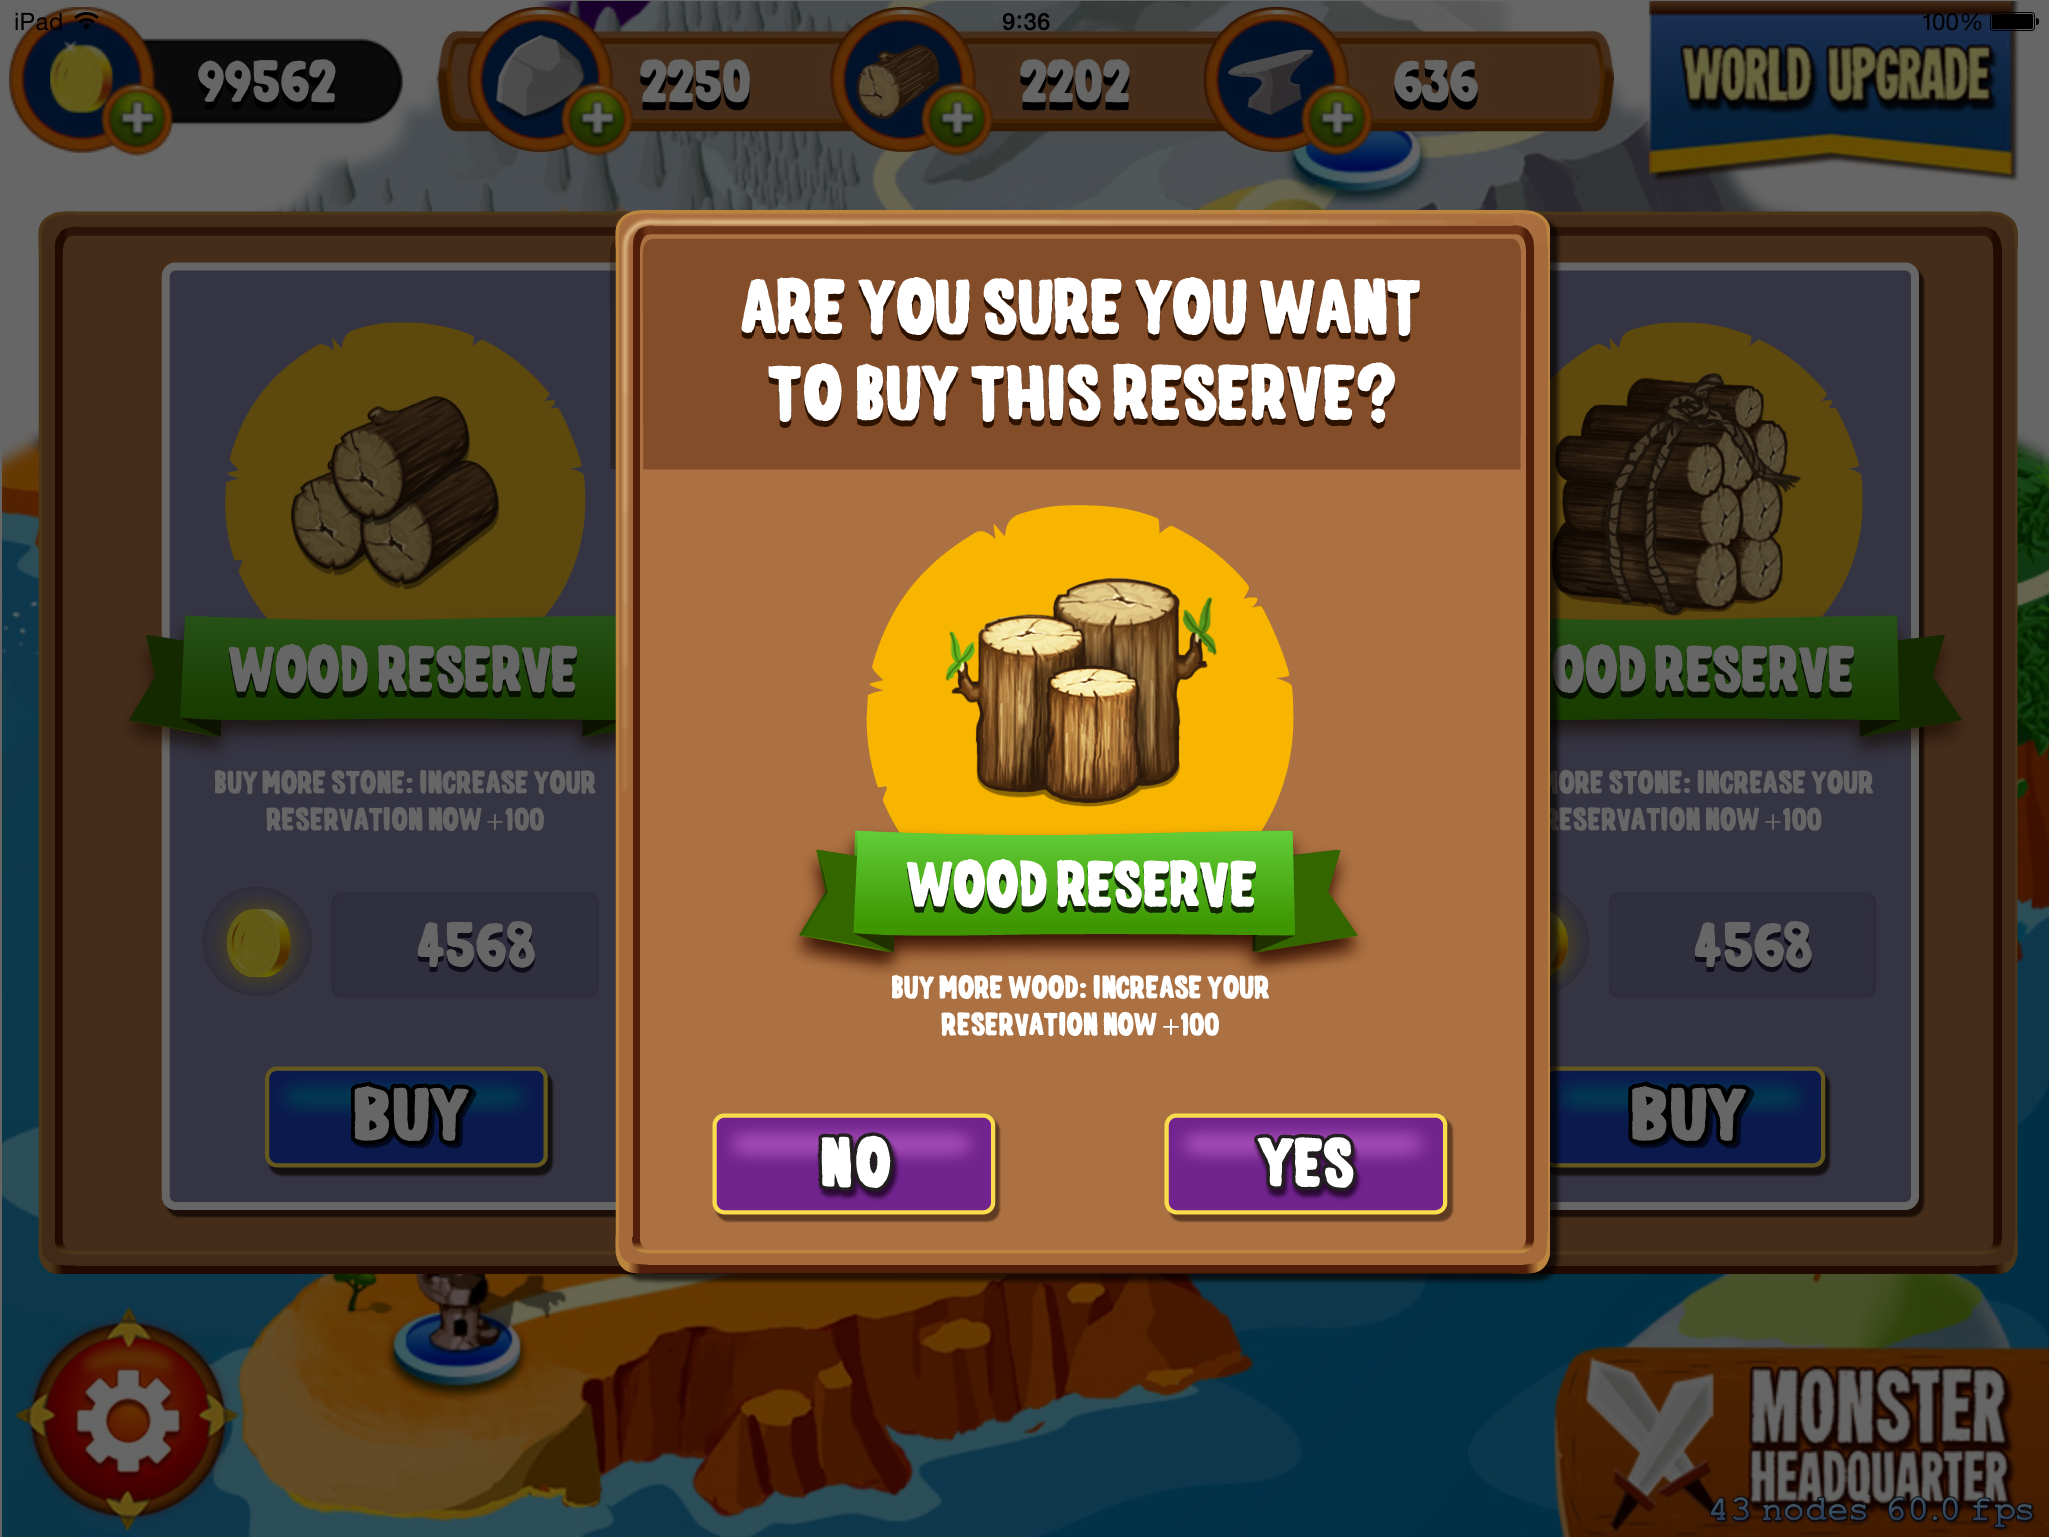 iPad 9:36 100%
99562 2250 2202 636 WORLD UPGRADE
ARE YOU SURE YOU WANT
TO BUY THIS RESERVE?
WOOD RESERVE
BUY MORE WOOD: INCREASE YOUR
RESERVATION NOW +100
NO YES
WOOD RESERVE
BUY MORE STONE: INCREASE YOUR
RESERVATION NOW +100
4568
BUY
OOD RESERVE
MORE STONE: INCREASE YOUR
RESERVATION NOW +100
4568
BUY
MONSTER
HEADQUARTER
43 nodes 60.0 fps